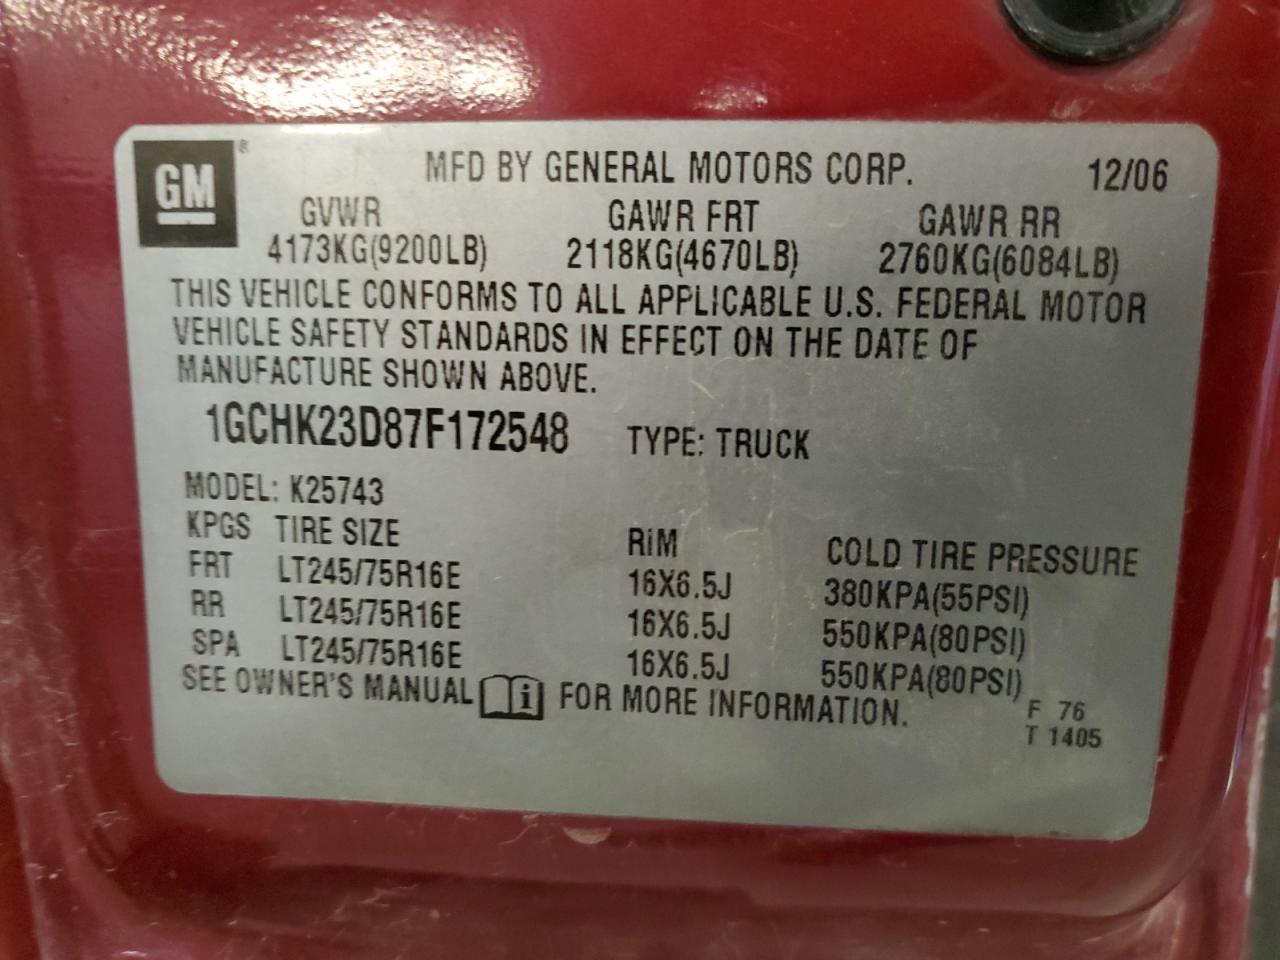 GM ® MFD BY GENERAL MOTORS CORP. 12/06
GVWR GAWR FRT GAWR RR
4173KG(9200LB) 2118KG(4670LB) 2760KG(6084LB)
THIS VEHICLE CONFORMS TO ALL APPLICABLE U.S. FEDERAL MOTOR
VEHICLE SAFETY STANDARDS IN EFFECT ON THE DATE OF
MANUFACTURE SHOWN ABOVE.
1GCHK23D87F172548 TYPE: TRUCK
MODEL: K25743
KPGS TIRE SIZE RIM COLD TIRE PRESSURE
FRT LT245/75R16E 16X6.5J 380KPA(55PSI)
RR LT245/75R16E 16X6.5J 550KPA(80PSI)
SPA LT245/75R16E 16X6.5J 550KPA(80PSI)
SEE OWNER'S MANUAL i FOR MORE INFORMATION.
F 76
T 1405